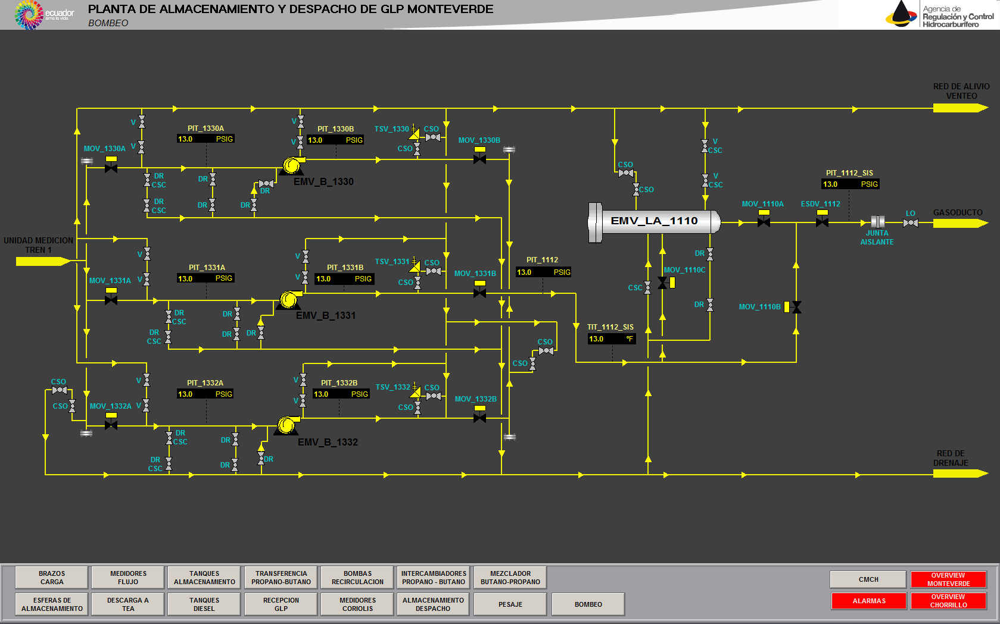 ecuador
ama la vida
PLANTA DE ALMACENAMIENTO Y DESPACHO DE GLP MONTEVERDE
BOMBEO
Agencia de
Regulación y Control
Hidrocarburífero
RED DE ALIVIO
VENTEO
V
PIT_1330A
13.0 PSIG
V
MOV_1330A
V
PIT_1330B
13.0 PSIG
V
TSV_1330
CSO
CSO
MOV_1330B
EMV_B_1330
DR
CSC
DR
CSC
DR
DR
DR
DR
CSO
CSO
V
CSC
V
CSC
EMV_LA_1110
MOV_1110A
ESDV_1112
PIT_1112_SIS
13.0 PSIG
JUNTA
AISLANTE
LO
GASODUCTO
UNIDAD MEDICION
TREN 1
V
PIT_1331A
13.0 PSIG
MOV_1331A
V
V
V
PIT_1331B
13.0 PSIG
TSV_1331
CSO
CSO
MOV_1331B
PIT_1112
13.0 PSIG
EMV_B_1331
DR
CSC
DR
CSC
DR
DR
DR
DR
MOV_1110C
CSC
DR
MOV_1110B
TIT_1112_SIS
13.0 ºF
CSO
CSO
CSO
CSO
V
PIT_1332A
13.0 PSIG
MOV_1332A
V
V
V
PIT_1332B
13.0 PSIG
TSV_1332
CSO
CSO
MOV_1332B
EMV_B_1332
DR
CSC
DR
CSC
DR
DR
DR
RED DE
DRENAJE
BRAZOS
CARGA
MEDIDORES
FLUJO
TANQUES
ALMACENAMIENTO
TRANSFERENCIA
PROPANO-BUTANO
BOMBAS
RECIRCULACION
INTERCAMBIADORES
PROPANO - BUTANO
MEZCLADOR
BUTANO-PROPANO
CMCH
OVERVIEW
MONTEVERDE
ESFERAS DE
ALMACENAMIENTO
DESCARGA A
TEA
TANQUES
DIESEL
RECEPCION
GLP
MEDIDORES
CORIOLIS
ALMACENAMIENTO
DESPACHO
PESAJE
BOMBEO
ALARMAS
OVERVIEW
CHORRILLO